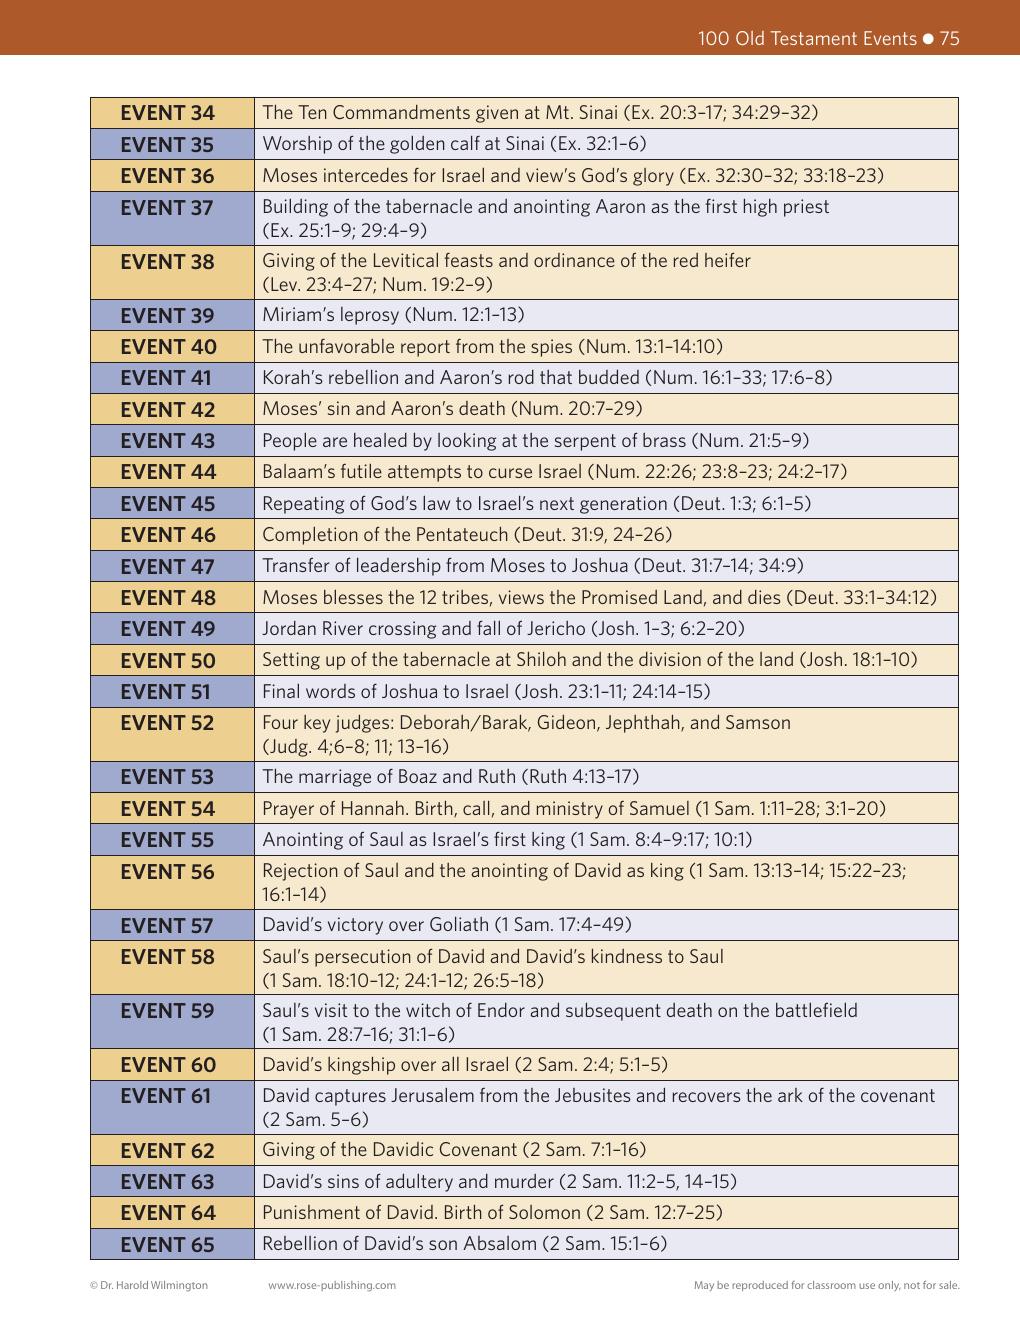 100 Old Testament Events ● 75
EVENT 34 The Ten Commandments given at Mt. Sinai (Ex. 20:3–17; 34:29–32)
EVENT 35 Worship of the golden calf at Sinai (Ex. 32:1–6)
EVENT 36 Moses intercedes for Israel and view’s God’s glory (Ex. 32:30–32; 33:18–23)
EVENT 37 Building of the tabernacle and anointing Aaron as the first high priest
(Ex. 25:1–9; 29:4–9)
EVENT 38 Giving of the Levitical feasts and ordinance of the red heifer
(Lev. 23:4–27; Num. 19:2–9)
EVENT 39 Miriam’s leprosy (Num. 12:1–13)
EVENT 40 The unfavorable report from the spies (Num. 13:1–14:10)
EVENT 41 Korah’s rebellion and Aaron’s rod that budded (Num. 16:1–33; 17:6–8)
EVENT 42 Moses’ sin and Aaron’s death (Num. 20:7–29)
EVENT 43 People are healed by looking at the serpent of brass (Num. 21:5–9)
EVENT 44 Balaam’s futile attempts to curse Israel (Num. 22:26; 23:8–23; 24:2–17)
EVENT 45 Repeating of God’s law to Israel’s next generation (Deut. 1:3; 6:1–5)
EVENT 46 Completion of the Pentateuch (Deut. 31:9, 24–26)
EVENT 47 Transfer of leadership from Moses to Joshua (Deut. 31:7–14; 34:9)
EVENT 48 Moses blesses the 12 tribes, views the Promised Land, and dies (Deut. 33:1–34:12)
EVENT 49 Jordan River crossing and fall of Jericho (Josh. 1–3; 6:2–20)
EVENT 50 Setting up of the tabernacle at Shiloh and the division of the land (Josh. 18:1–10)
EVENT 51 Final words of Joshua to Israel (Josh. 23:1–11; 24:14–15)
EVENT 52 Four key judges: Deborah/Barak, Gideon, Jephthah, and Samson
(Judg. 4;6–8; 11; 13–16)
EVENT 53 The marriage of Boaz and Ruth (Ruth 4:13–17)
EVENT 54 Prayer of Hannah. Birth, call, and ministry of Samuel (1 Sam. 1:11–28; 3:1–20)
EVENT 55 Anointing of Saul as Israel’s first king (1 Sam. 8:4–9:17; 10:1)
EVENT 56 Rejection of Saul and the anointing of David as king (1 Sam. 13:13–14; 15:22–23;
16:1–14)
EVENT 57 David’s victory over Goliath (1 Sam. 17:4–49)
EVENT 58 Saul’s persecution of David and David’s kindness to Saul
(1 Sam. 18:10–12; 24:1–12; 26:5–18)
EVENT 59 Saul’s visit to the witch of Endor and subsequent death on the battlefield
(1 Sam. 28:7–16; 31:1–6)
EVENT 60 David’s kingship over all Israel (2 Sam. 2:4; 5:1–5)
EVENT 61 David captures Jerusalem from the Jebusites and recovers the ark of the covenant
(2 Sam. 5–6)
EVENT 62 Giving of the Davidic Covenant (2 Sam. 7:1–16)
EVENT 63 David’s sins of adultery and murder (2 Sam. 11:2–5, 14–15)
EVENT 64 Punishment of David. Birth of Solomon (2 Sam. 12:7–25)
EVENT 65 Rebellion of David’s son Absalom (2 Sam. 15:1–6)
© Dr. Harold Wilmington www.rose-publishing.com May be reproduced for classroom use only, not for sale.